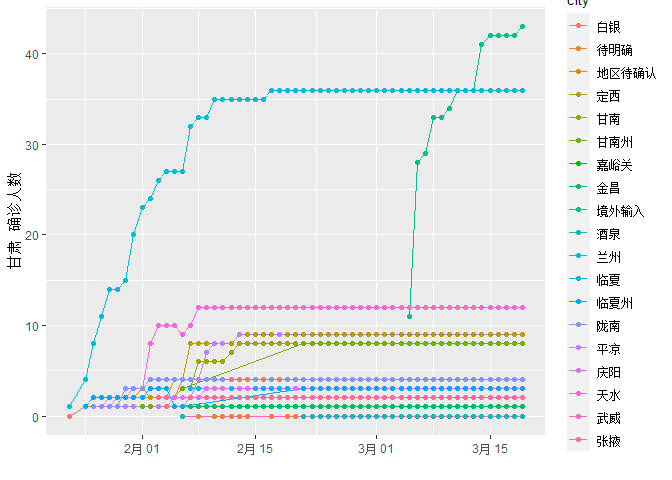 city
白银
待明确
地区待确认
定西
甘南
甘南州
嘉峪关
金昌
境外输入
酒泉
兰州
临夏
临夏州
陇南
平凉
庆阳
天水
武威
张掖
甘肃 确诊人数
40
30
20
10
0
2月 01
2月 15
3月 01
3月 15